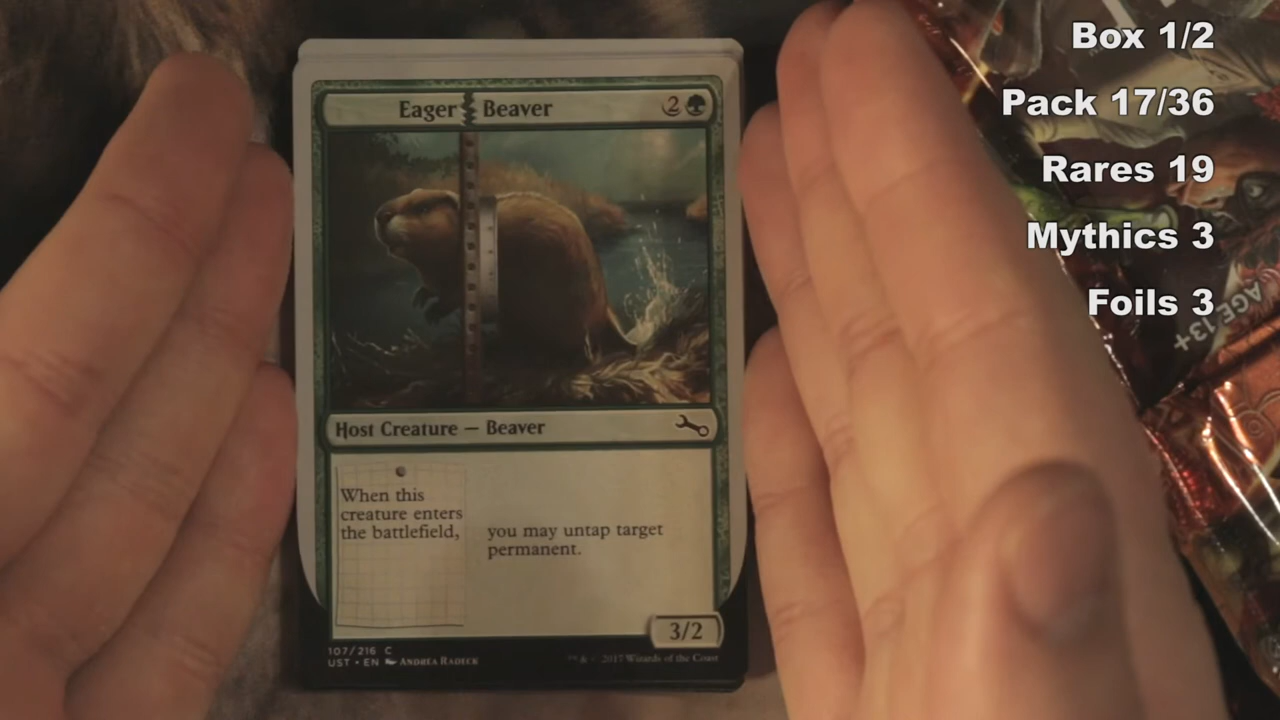 Eager Beaver 2
Host Creature — Beaver
When this
creature enters
the battlefield,
you may untap target
permanent.
3/2
107/216 C
UST • EN ANDREA RADECK
™ & © 2017 Wizards of the Coast
Box 1/2
Pack 17/36
Rares 19
Mythics 3
Foils 3
AGE 13+